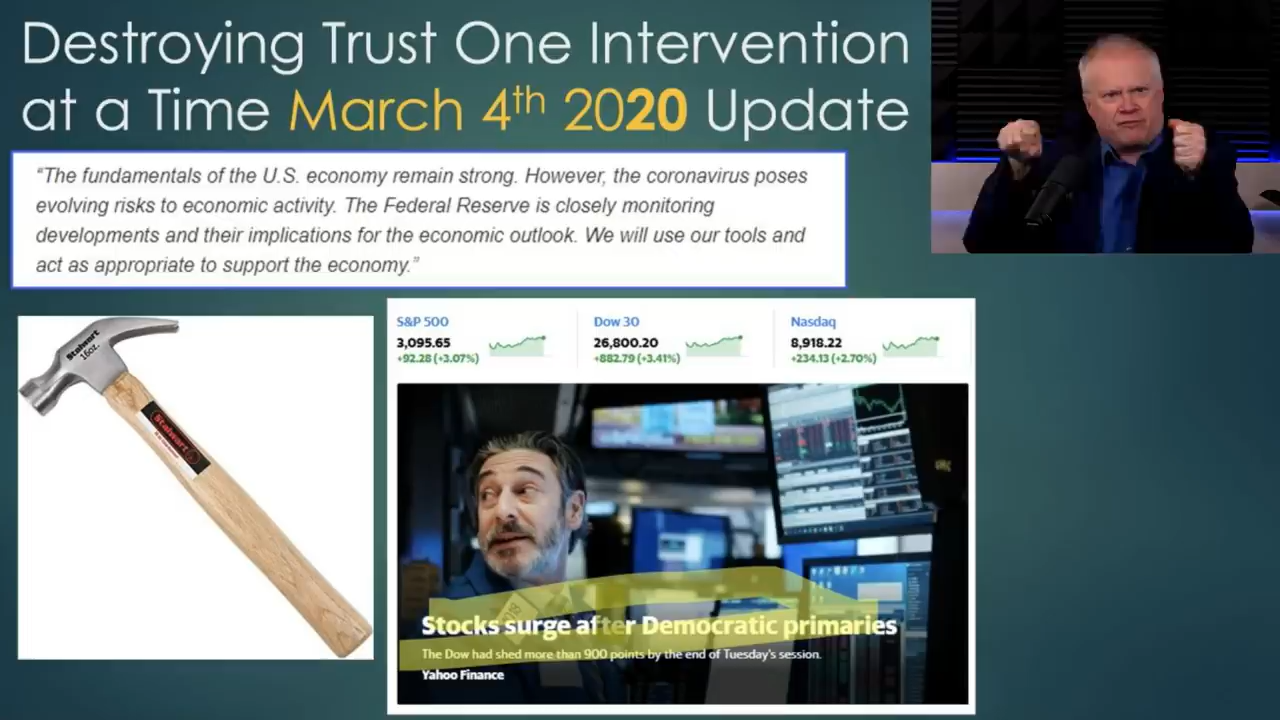 Destroying Trust One Intervention
at a Time March 4th 2020 Update
“The fundamentals of the U.S. economy remain strong. However, the coronavirus poses
evolving risks to economic activity. The Federal Reserve is closely monitoring
developments and their implications for the economic outlook. We will use our tools and
act as appropriate to support the economy.”
Stalwart
16oz.
Stalwart
S&P 500
3,095.65
+92.28 (+3.07%)
Dow 30
26,800.20
+882.79 (+3.41%)
Nasdaq
8,918.22
+234.13 (+2.70%)
Stocks surge after Democratic primaries
The Dow had shed more than 900 points by the end of Tuesday's session.
Yahoo Finance